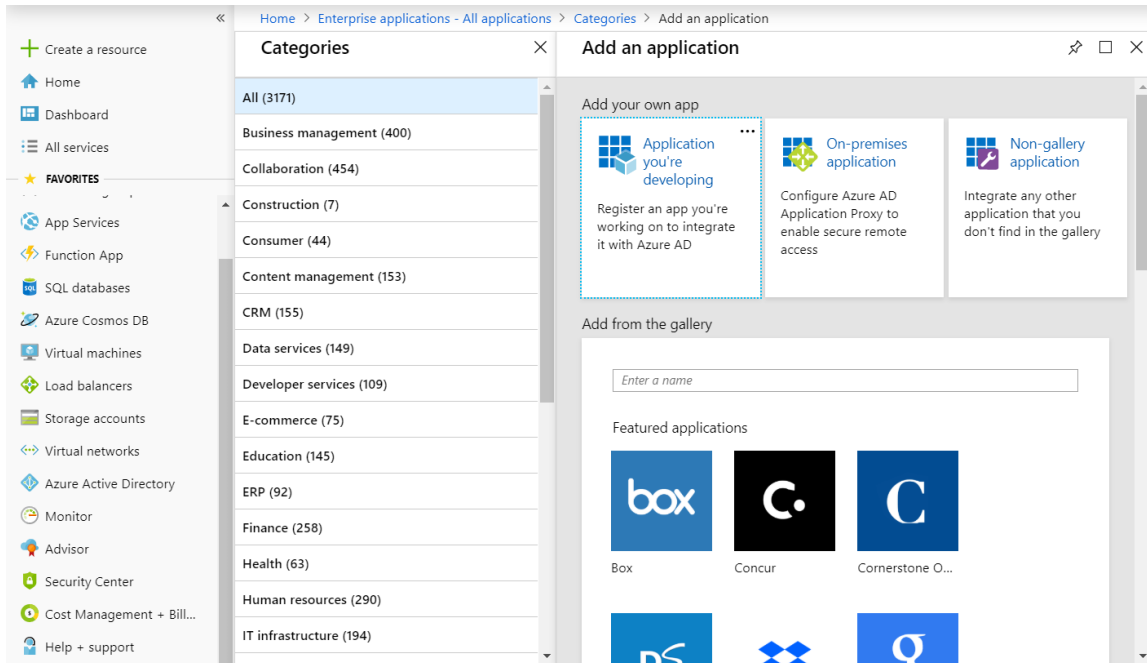 Home > Enterprise applications - All applications > Categories > Add an application
Create a resource
Home
Dashboard
All services
FAVORITES
App Services
Function App
SQL databases
Azure Cosmos DB
Virtual machines
Load balancers
Storage accounts
Virtual networks
Azure Active Directory
Monitor
Advisor
Security Center
Cost Management + Bill...
Help + support
Categories
All (3171)
Business management (400)
Collaboration (454)
Construction (7)
Consumer (44)
Content management (153)
CRM (155)
Data services (149)
Developer services (109)
E-commerce (75)
Education (145)
ERP (92)
Finance (258)
Health (63)
Human resources (290)
IT infrastructure (194)
Add an application
Add your own app
Application
you're
developing
Register an app you're
working on to integrate
it with Azure AD
On-premises
application
Configure Azure AD
Application Proxy to
enable secure remote
access
Non-gallery
application
Integrate any other
application that you
don't find in the gallery
Add from the gallery
Enter a name
Featured applications
box
C.
C
Box
Concur
Cornerstone O...